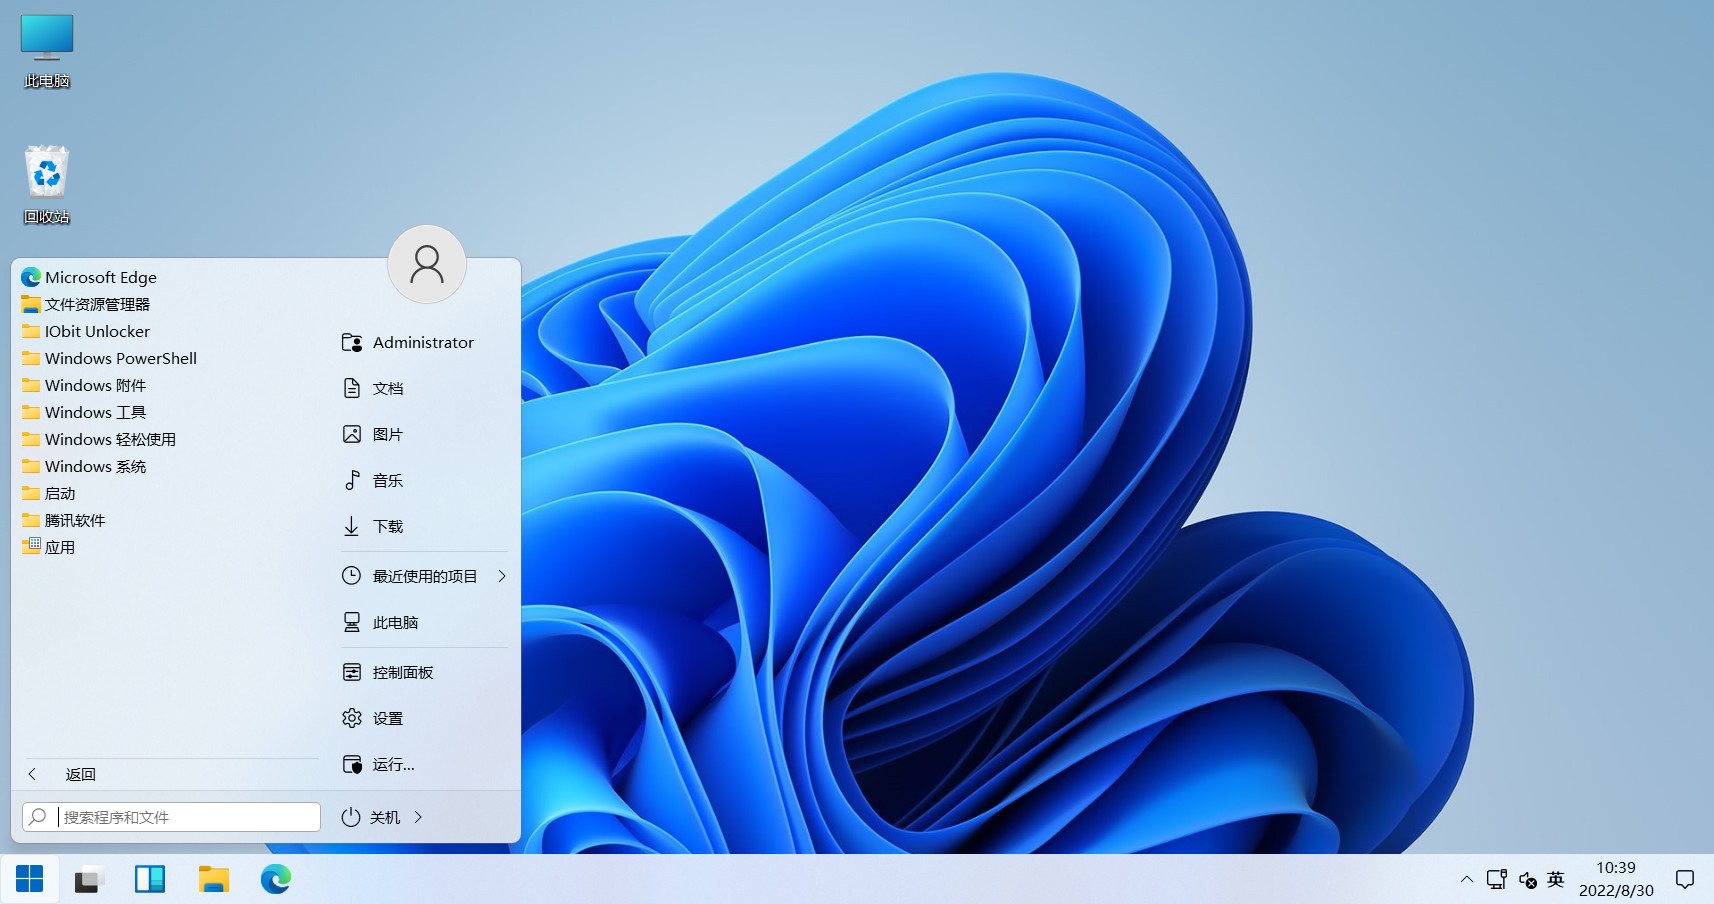 此电脑
回收站
Microsoft Edge
文件资源管理器
IObit Unlocker
Windows PowerShell
Windows 附件
Windows 工具
Windows 轻松使用
Windows 系统
启动
腾讯软件
应用
返回
搜索程序和文件
Administrator
文档
图片
音乐
下载
最近使用的项目
此电脑
控制面板
设置
运行...
关机
英
10:39
2022/8/30